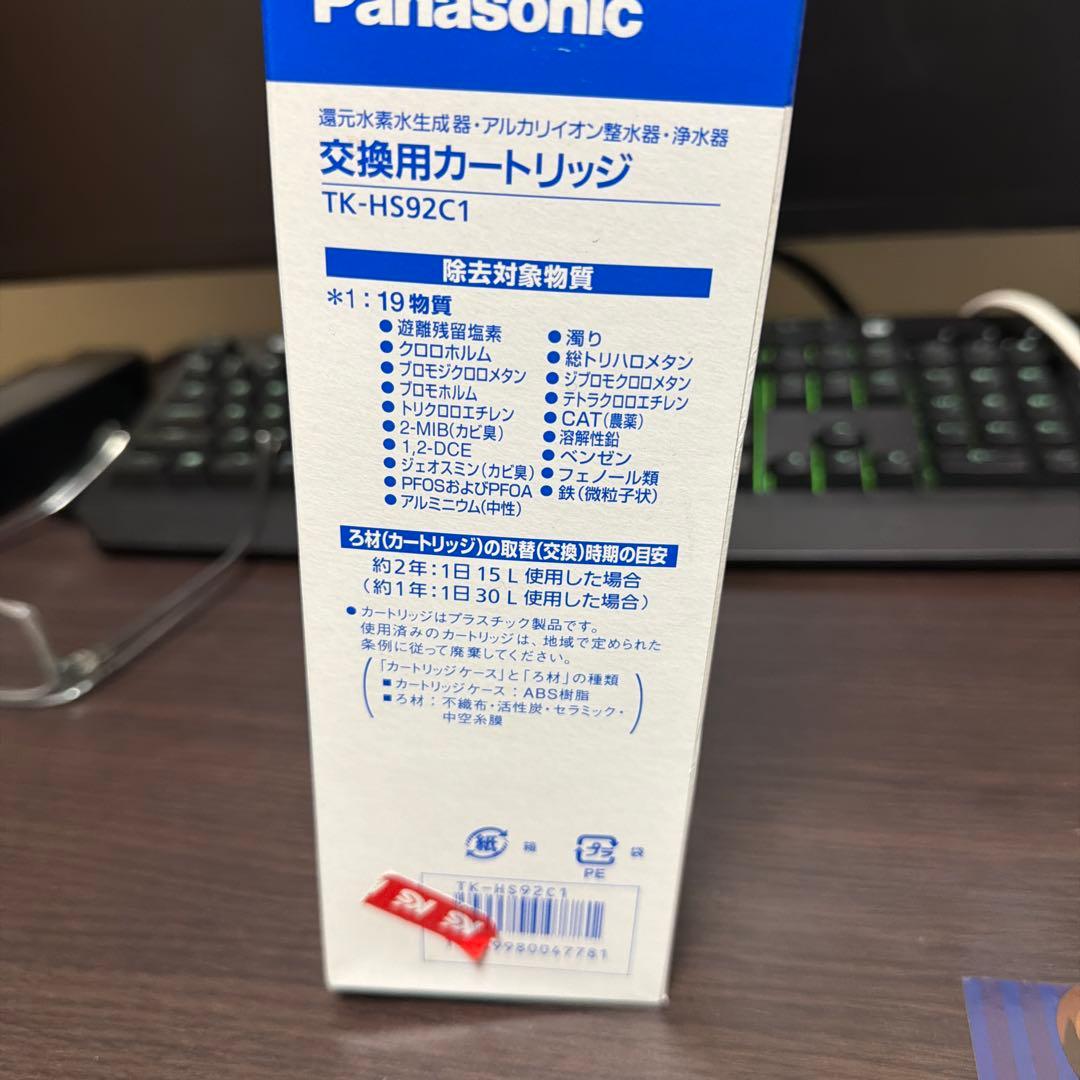 Panasonic
還元水素水生成器・アルカリイオン整水器・浄水器
交換用カートリッジ
TK-HS92C1
除去対象物質
＊1：19物質
●遊離残留塩素
●クロロホルム
●ブロモジクロロメタン
●ブロモホルム
●トリクロロエチレン
●2-MIB(カビ臭)
●1,2-DCE
●ジェオスミン(カビ臭)
●PFOSおよびPFOA
●アルミニウム(中性)
●濁り
●総トリハロメタン
●ジブロモクロロメタン
●テトラクロロエチレン
●CAT(農薬)
●溶解性鉛
●ベンゼン
●フェノール類
●鉄(微粒子状)
ろ材(カートリッジ)の取替(交換)時期の目安
約2年：1日15L使用した場合
(約1年：1日30L使用した場合)
●カートリッジはプラスチック製品です。
使用済みのカートリッジは、地域で定められた
条例に従って廃棄してください。
「カートリッジケース」と「ろ材」の種類
■カートリッジケース：ABS樹脂
■ろ材：不織布・活性炭・セラミック・
中空糸膜
紙 箱
プラ 袋
PE
TK-HS92C1
980047781